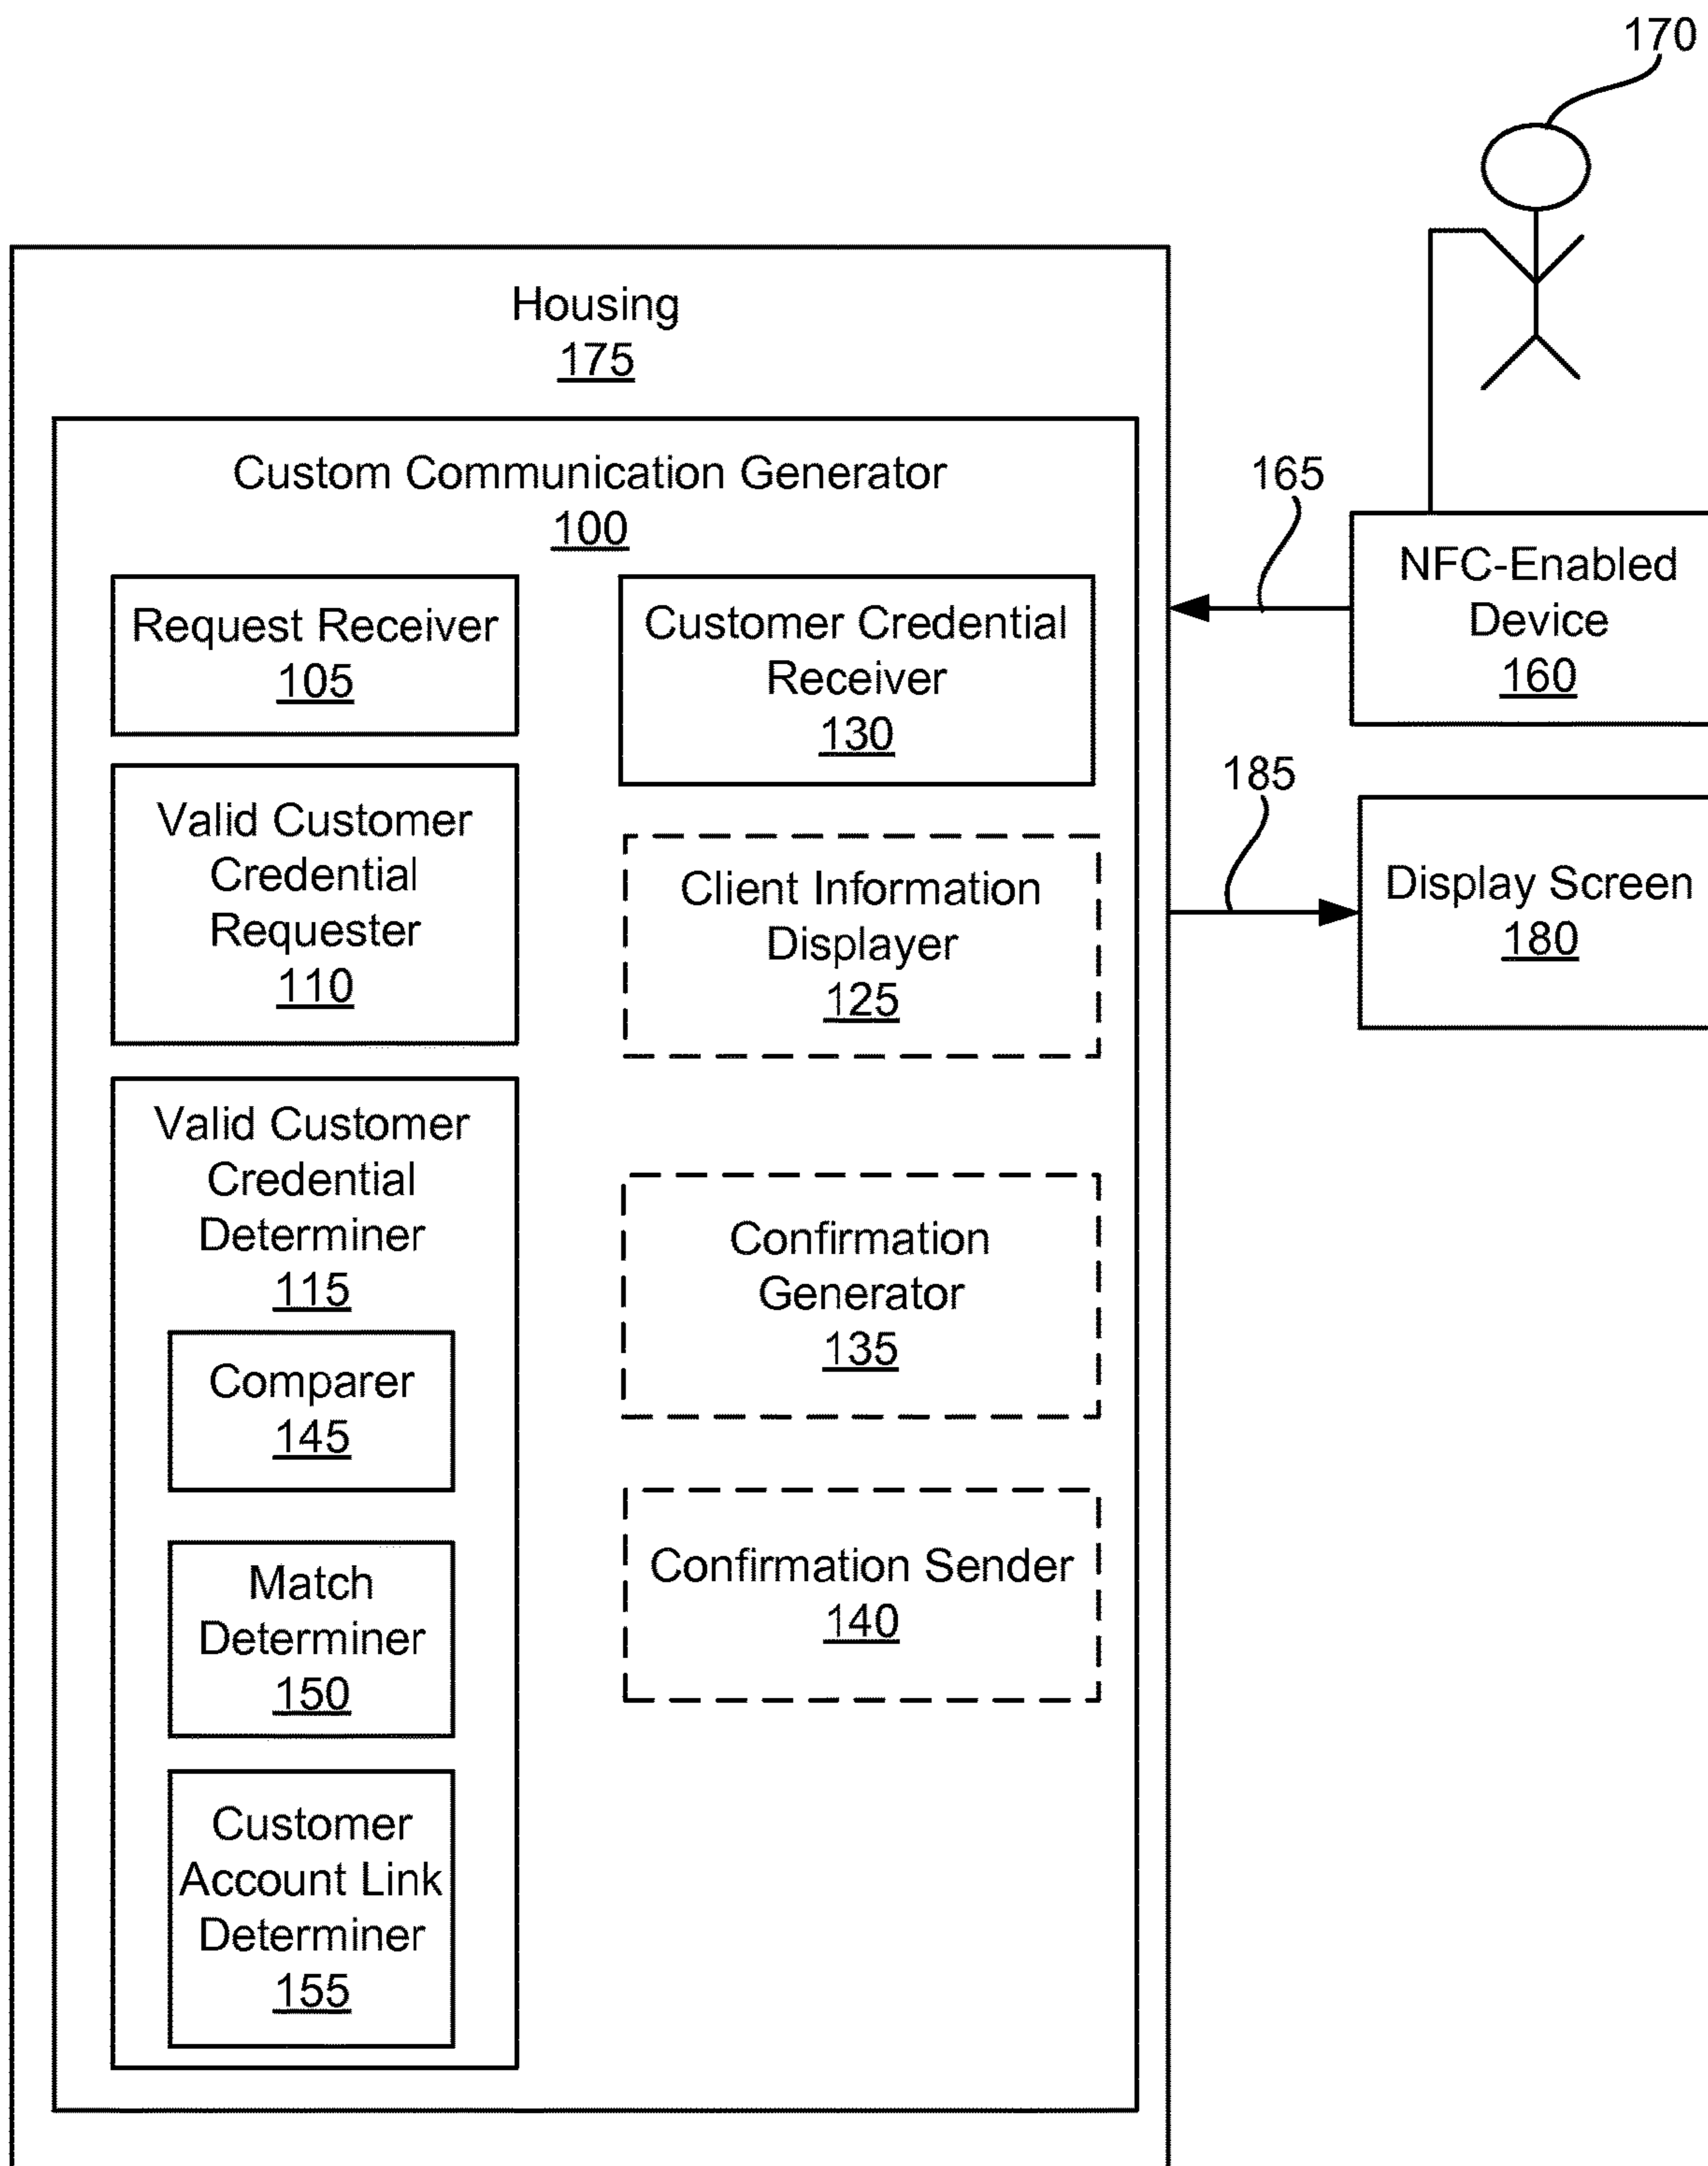 170
Housing
175
Custom Communication Generator
100
165
NFC-Enabled
Device
160
Request Receiver
105
Customer Credential
Receiver
130
185
Valid Customer
Credential
Requester
110
Client Information
Displayer
125
Display Screen
180
Valid Customer
Credential
Determiner
115
Confirmation
Generator
135
Comparer
145
Confirmation Sender
140
Match
Determiner
150
Customer
Account Link
Determiner
155